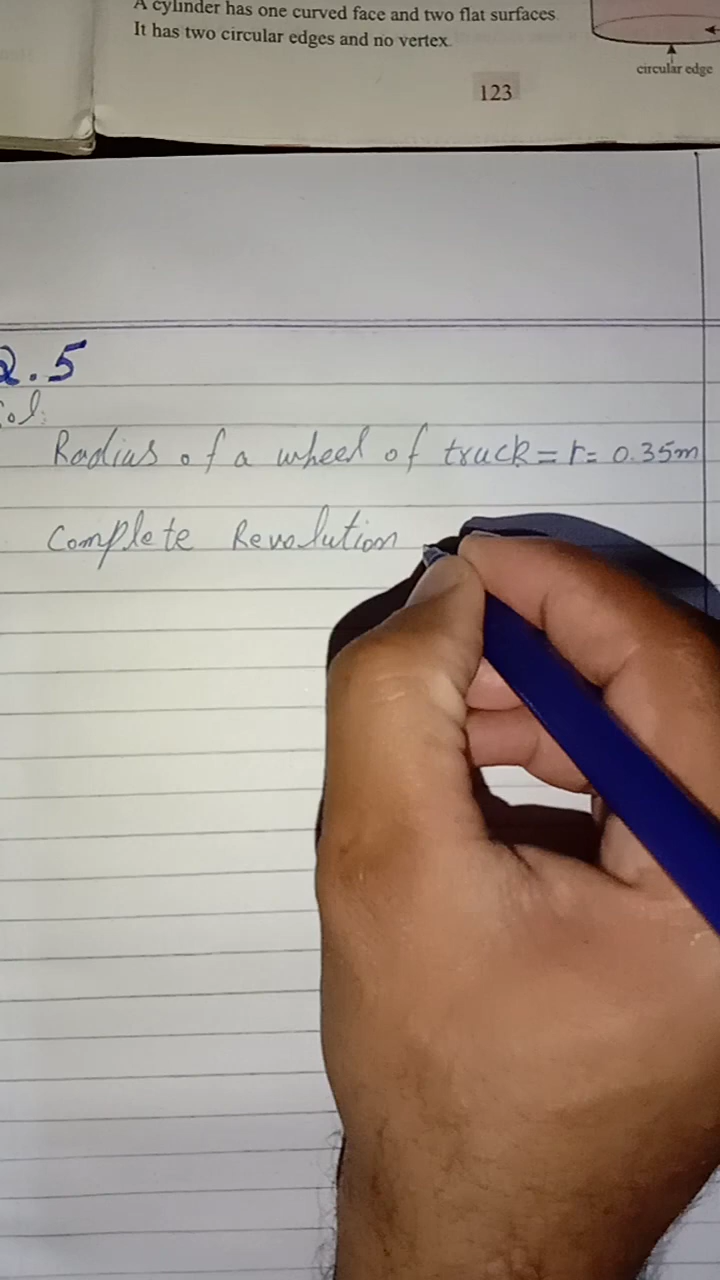 A cylinder has one curved face and two flat surfaces.
It has two circular edges and no vertex.
circular edge
123
Q.5
Sol:
Radius of a wheel of truck = r = 0.35m
Complete Revolution